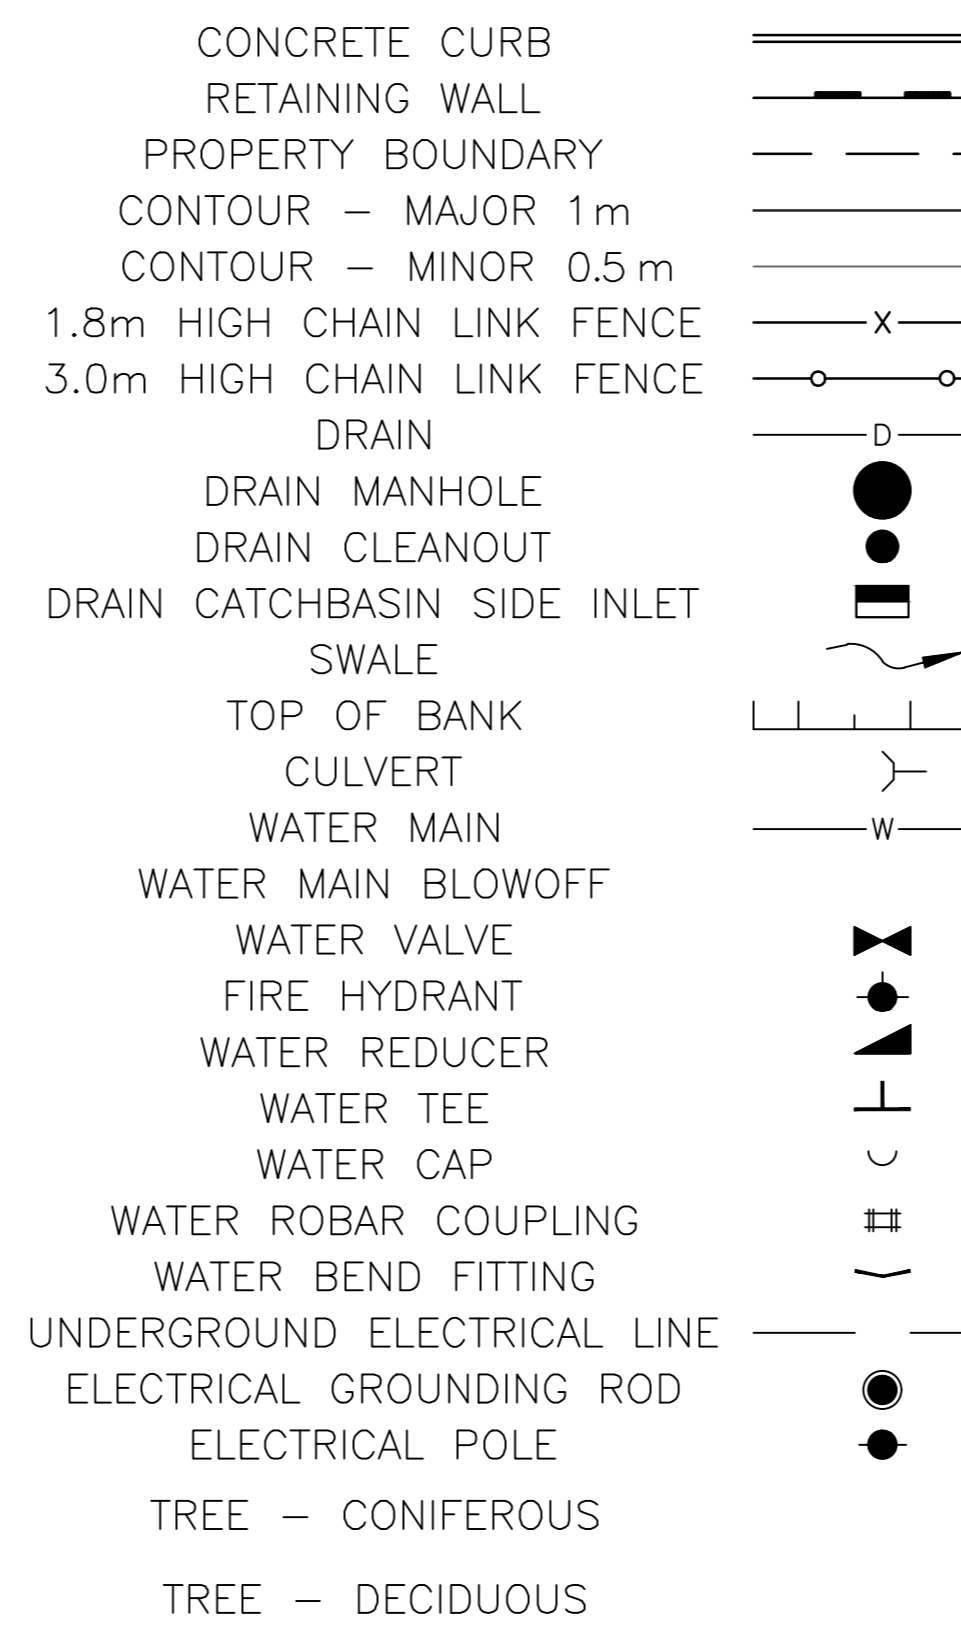 CONCRETE CURB
RETAINING WALL
PROPERTY BOUNDARY
CONTOUR - MAJOR 1m
CONTOUR - MINOR 0.5m
1.8m HIGH CHAIN LINK FENCE X
3.0m HIGH CHAIN LINK FENCE
DRAIN D
DRAIN MANHOLE
DRAIN CLEANOUT
DRAIN CATCHBASIN SIDE INLET
SWALE
TOP OF BANK
CULVERT
WATER MAIN W
WATER MAIN BLOWOFF
WATER VALVE
FIRE HYDRANT
WATER REDUCER
WATER TEE
WATER CAP
WATER ROBAR COUPLING
WATER BEND FITTING
UNDERGROUND ELECTRICAL LINE
ELECTRICAL GROUNDING ROD
ELECTRICAL POLE
TREE - CONIFEROUS
TREE - DECIDUOUS